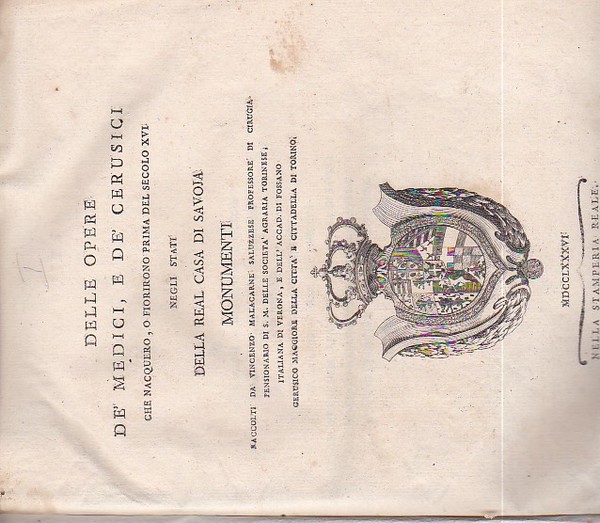 DELLE OPERE
DE' MEDICI, E DE' CERUSICI
CHE NACQUERO, O FIORIRONO PRIMA DEL SECOLO XVI.
NEGLI STATI
DELLA REAL CASA DI SAVOIA
MONUMENTI
RACCOLTI DA VINCENZO MALACARNE SALUZZESE PROFESSORE DI CIRUGIA.
PENSIONARIO DI S. M. DELLE SOCIETA' AGRARIA TORINESE;
ITALIANA DI VERONA, E DELL'ACCAD. DI FOSSANO
CERUSICO MAGGIORE DELLA CITTA' E CITTADELLA DI TORINO.
MDCCLXXXVI.
NELLA STAMPERIA REALE.